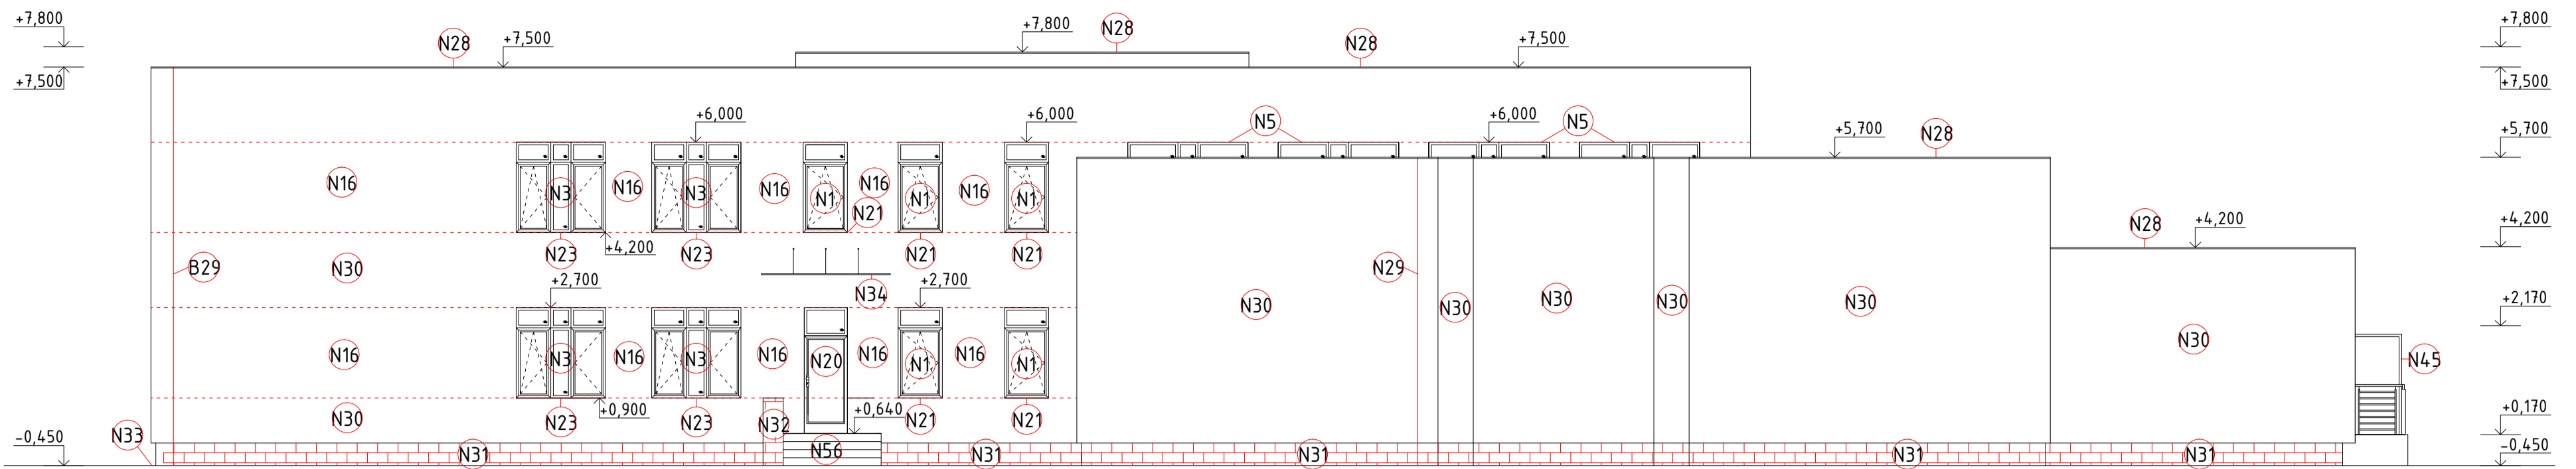 +7,800
+7,800
N28
+7,800
N28
+7,500
N28
+7,500
+7,500
+7,500
+6,000
+6,000
N5
+6,000
N5
+5,700
N28
+5,700
N16
N16
N3
N3
N16
N1
N16
N21
N1
N16
N1
N28
+4,200
+4,200
N23
+4,200
N23
N21
N21
B29
N30
+2,700
N34
+2,700
N29
N30
N30
N30
N30
N30
+2,170
N16
N3
N16
N3
N16
N20
N16
N1
N16
N1
N30
N45
N30
N23
+0,900
N23
N32
+0,640
N21
N21
+0,170
-0,450
N33
N31
N56
N31
N31
N31
N31
-0,450